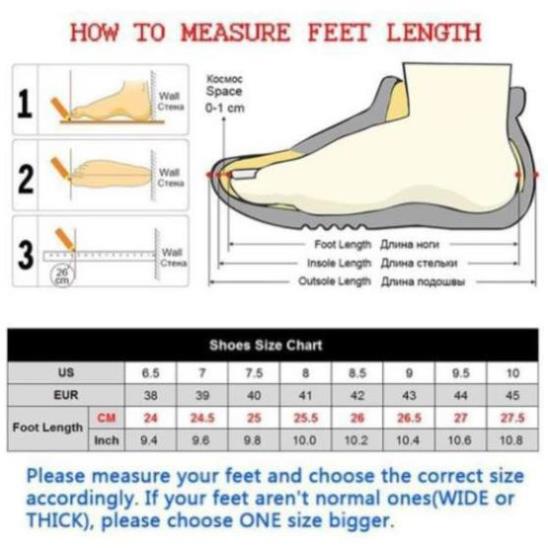 HOW TO MEASURE FEET LENGTH
1
Wall
Стена
2
Wall
Стена
3
26
cm
Wall
Стена
Космос
Space
0-1 cm
Foot Length Длина ноги
Insole Length Длина стельки
Outsole Length Длина подошвы
Shoes Size Chart
US 6.5 7 7.5 8 8.5 9 9.5 10
EUR 38 39 40 41 42 43 44 45
Foot Length CM 24 24.5 25 25.5 26 26.5 27 27.5
Inch 9.4 9.6 9.8 10.0 10.2 10.4 10.6 10.8
Please measure your feet and choose the correct size
accordingly. If your feet aren't normal ones(WIDE or
THICK), please choose ONE size bigger.